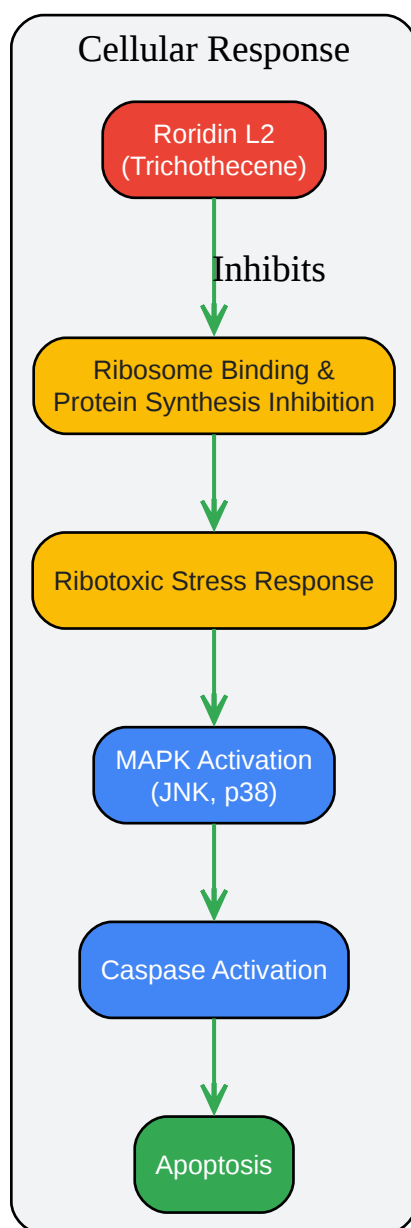 Cellular Response
Roridin L2
(Trichothecene)
Inhibits
Ribosome Binding &
Protein Synthesis Inhibition
Ribotoxic Stress Response
MAPK Activation
(JNK, p38)
Caspase Activation
Apoptosis